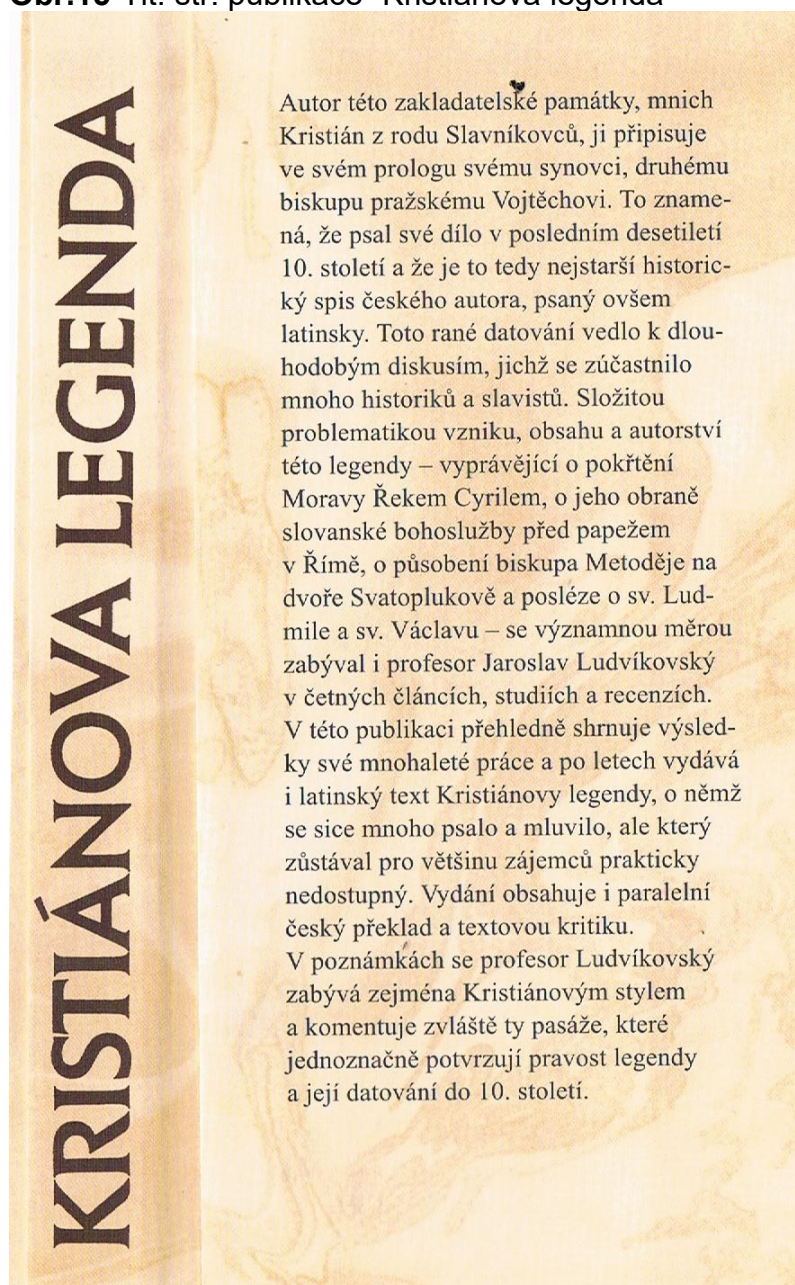 KRISTIÁNOVA LEGENDA
Autor této zakladatelské památky, mnich
Kristián z rodu Slavníkovců, ji připisuje
ve svém prologu svému synovci, druhému
biskupu pražskému Vojtěchovi. To zname-
ná, že psal své dílo v posledním desetiletí
10. století a že je to tedy nejstarší historic-
ký spis českého autora, psaný ovšem
latinsky. Toto rané datování vedlo k dlou-
hodobým diskusím, jichž se zúčastnilo
mnoho historiků a slavistů. Složitou
problematikou vzniku, obsahu a autorství
této legendy – vyprávějící o pokřtění
Moravy Řekem Cyrilem, o jeho obraně
slovanské bohoslužby před papežem
v Římě, o působení biskupa Metoděje na
dvoře Svatoplukově a posléze o sv. Lud-
mile a sv. Václavu – se významnou měrou
zabýval i profesor Jaroslav Ludvíkovský
v četných článcích, studiích a recenzích.
V této publikaci přehledně shrnuje výsled-
ky své mnohaleté práce a po letech vydává
i latinský text Kristiánovy legendy, o němž
se sice mnoho psalo a mluvilo, ale který
zůstával pro většinu zájemců prakticky
nedostupný. Vydání obsahuje i paralelní
český překlad a textovou kritiku.
V poznámkách se profesor Ludvíkovský
zabývá zejména Kristiánovým stylem
a komentuje zvláště ty pasáže, které
jednoznačně potvrzují pravost legendy
a její datování do 10. století.